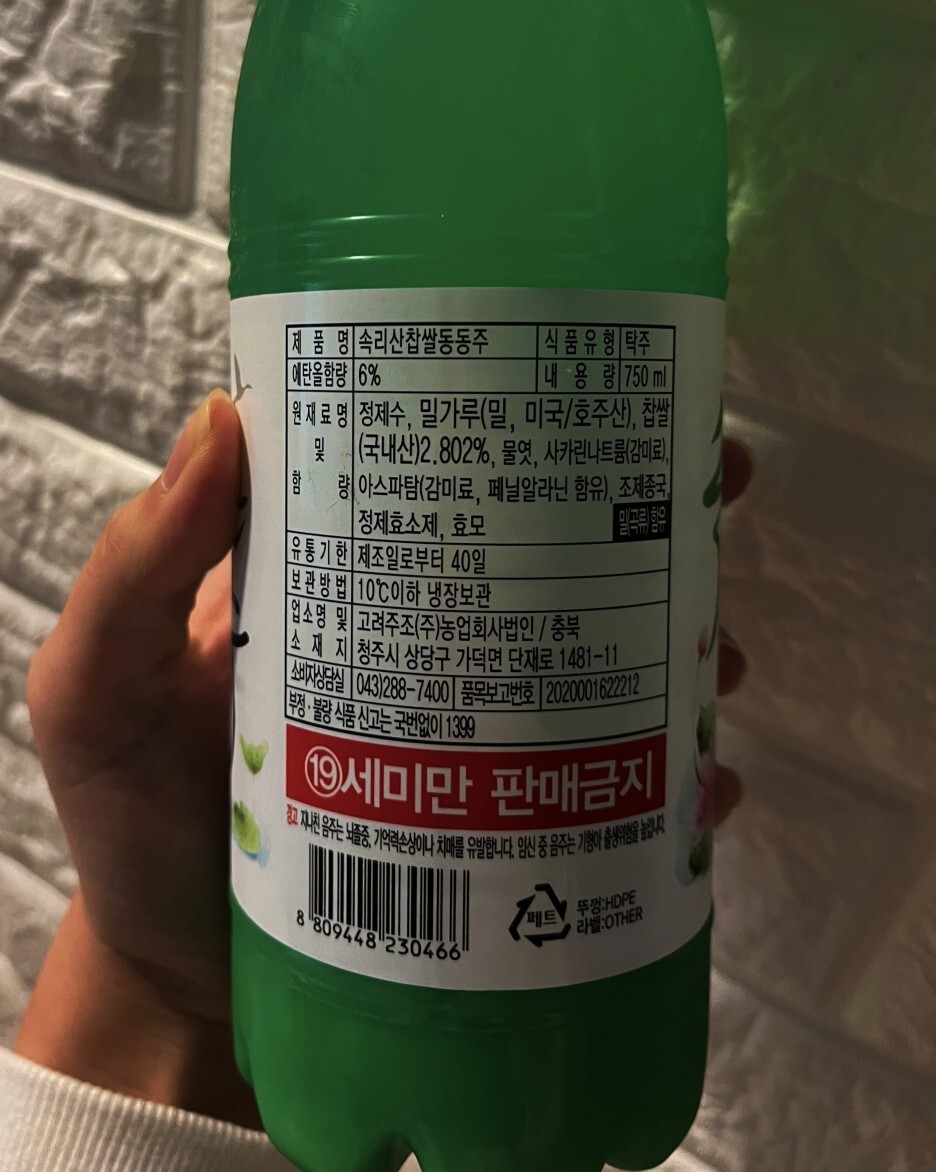 제품명 속리산찹쌀동동주 식품유형 탁주
에탄올함량 6% 내용량 750 ml
원재료명 및 함량
정제수, 밀가루(밀, 미국/호주산), 찹쌀
(국내산)2.802%, 물엿, 사카린나트륨(감미료),
아스파탐(감미료, 페닐알라닌 함유), 조제종국,
정제효소제, 효모 밀(곡류)함유
유통기한 제조일로부터 40일
보관방법 10℃이하 냉장보관
업소명 및 고려주조(주)농업회사법인 / 충북
소재지 청주시 상당구 가덕면 단재로 1481-11
소비자상담실 043)288-7400 품목보고번호 2020001622212
부정·불량 식품 신고는 국번없이 1399
⑲세미만 판매금지
경고 지나친 음주는 뇌졸중, 기억력손상이나 치매를 유발합니다. 임신 중 음주는 기형아 출생위험을 높입니다.
8 809448 230466
페트
뚜껑:HDPE
라벨:OTHER